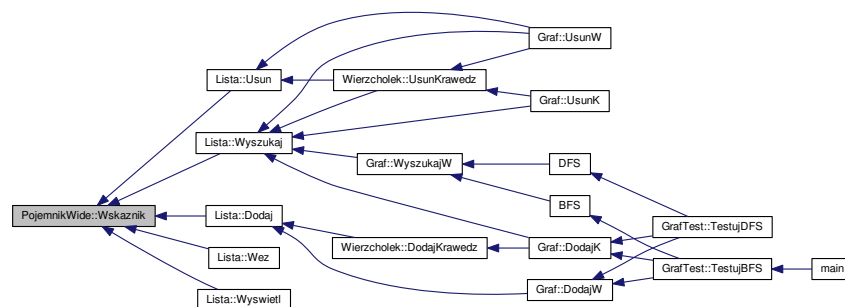 PojemnikWide::Wskaznik
Lista::Usun
Lista::Wyszukaj
Lista::Dodaj
Lista::Wez
Lista::Wyswietl
Wierzcholek::UsunKrawedz
Graf::WyszukajW
Wierzcholek::DodajKrawedz
Graf::UsunW
Graf::UsunK
DFS
BFS
Graf::DodajK
Graf::DodajW
GrafTest::TestujDFS
GrafTest::TestujBFS
main